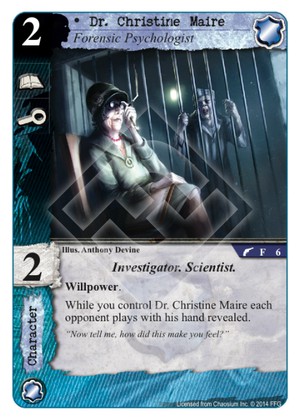 2
• Dr. Christine Maire
Forensic Psychologist
Illus. Anthony Devine
F 6
2
Investigator. Scientist.
Willpower.
While you control Dr. Christine Maire each
opponent plays with his hand revealed.
"Now tell me, how did this make you feel?"
Character
Licensed from Chaosium Inc. © 2014 FFG